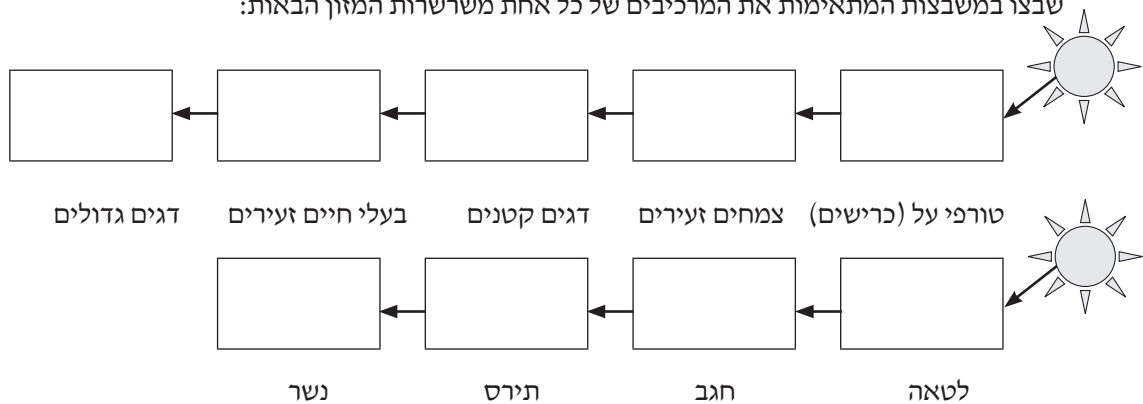 שבצו במשבצות המתאימות את המרכיבים של כל אחת משרשרות המזון הבאות:
טורפי על (כרישים) צמחים זעירים דגים קטנים בעלי חיים זעירים דגים גדולים
לטאה חגב תירס נשר